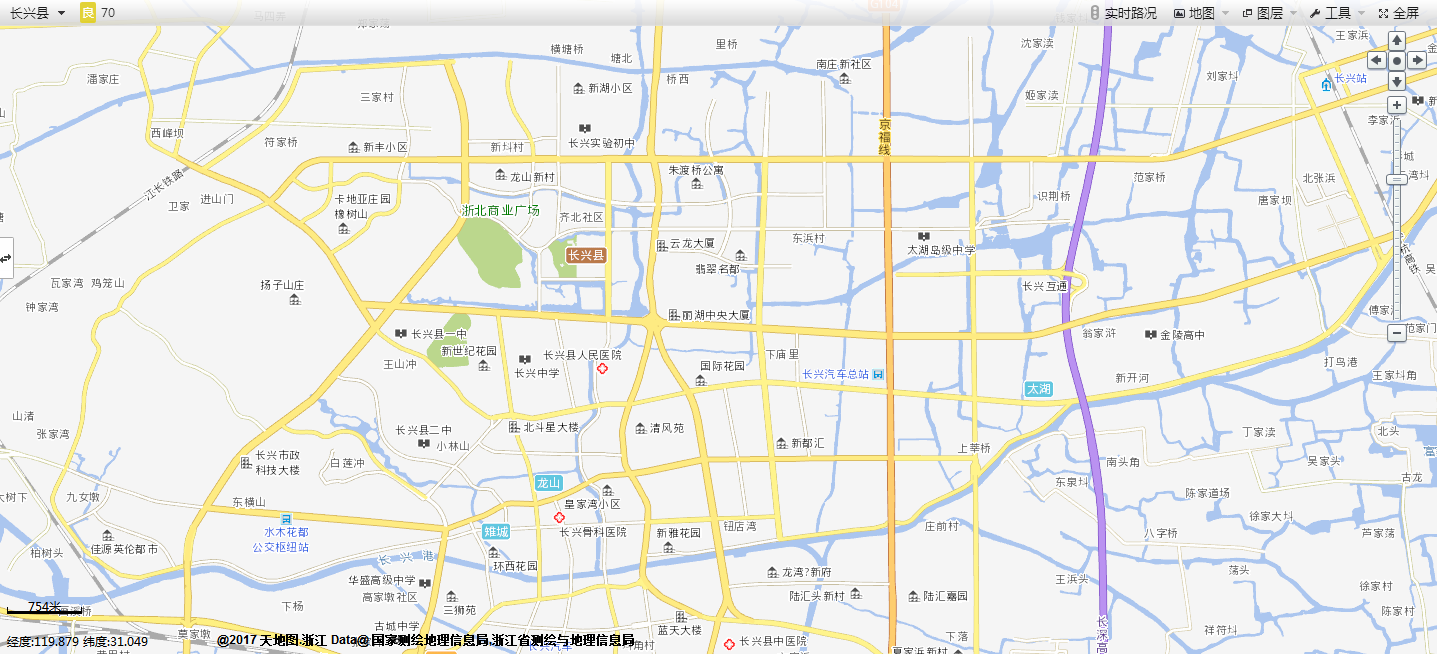 长兴县
良 70
实时路况
地图
图层
工具
全屏
横塘桥
塘北
里桥
南庄新社区
沈家渎
王家浜
潘家庄
三家村
新湖小区
桥西
姬家渎
刘家圤
长兴站
西峰坝
符家桥
新丰小区
长兴实验初中
京福线
新圤村
江长铁路
进山门
卫家
卡地亚庄园
橡树山
龙山新村
朱渡桥公寓
识荆桥
范家桥
北张浜
唐家坝
浙北商业广场
齐北社区
长兴县
云龙大厦
东浜村
太湖高级中学
翡翠名都
瓦家湾
鸡笼山
钟家湾
扬子山庄
长兴互通
丽湖中央大厦
长兴县一中
新世纪花园
王山冲
长兴县人民医院
长兴中学
国际花园
下庙里
长兴汽车总站
翁家浒
金陵高中
范家门
打鸟港
王家圤角
新开河
太湖
山渚
张家湾
长兴县二中
小林山
北斗星大楼
清风苑
新都汇
上莘桥
丁家渎
北头
长兴市政
科技大楼
白莲冲
南头角
吴家头
古龙
东泉圤
龙山
九女墩
东横山
皇家湾小区
陈家道场
徐家大圤
水木花都
公交枢纽站
雉城
长兴骨科医院
新雅花园
钮店湾
庄前村
八字桥
芦家荡
柏树头
佳源英伦都市
长兴港
环西花园
龙湾?新府
荡头
华盛高级中学
高家墩社区
陆汇头新村
陆汇嘉园
王浜头
徐家村
陈家村
754米
下杨
三狮苑
古城中学
蓝天大楼
长兴县中医院
下落
祥符圤
莫家墩
经度:119.879 纬度:31.049
@2017 天地图.浙江 Data@国家测绘地理信息局.浙江省测绘与地理信息局